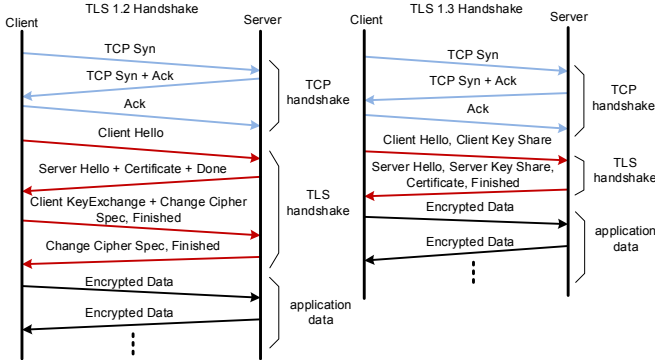 TLS 1.2 Handshake
Client
Server
TCP Syn
TCP Syn + Ack
Ack
TCP
handshake
Client Hello
Server Hello + Certificate + Done
Client KeyExchange + Change Cipher
Spec, Finished
Change Cipher Spec, Finished
TLS
handshake
Encrypted Data
Encrypted Data
application
data
TLS 1.3 Handshake
Client
Server
TCP Syn
TCP Syn + Ack
Ack
TCP
handshake
Client Hello, Client Key Share
Server Hello, Server Key Share,
Certificate, Finished
TLS
handshake
Encrypted Data
Encrypted Data
application
data